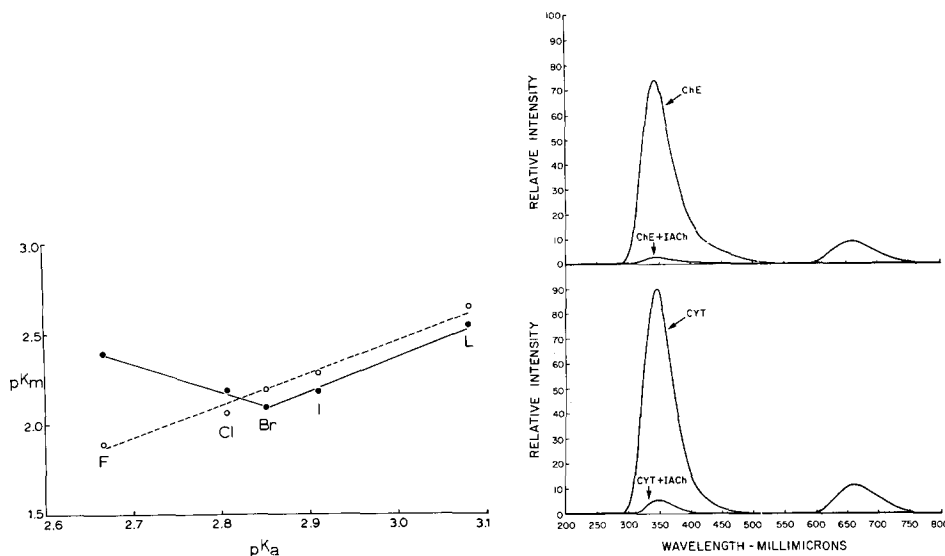 3.0
2.5
pKm
2.0
1.5
F
Cl
Br
I
L
2.6
2.7
2.8
2.9
3.0
3.1
pKa
RELATIVE INTENSITY
100
90
80
70
60
50
40
30
20
10
0
ChE
ChE+IACh
RELATIVE INTENSITY
90
80
70
60
50
40
30
20
10
0
CYT
CYT+IACh
200 250 300 350 400 450 500 550 600 650 700 750 800
WAVELENGTH - MILLIMICRONS